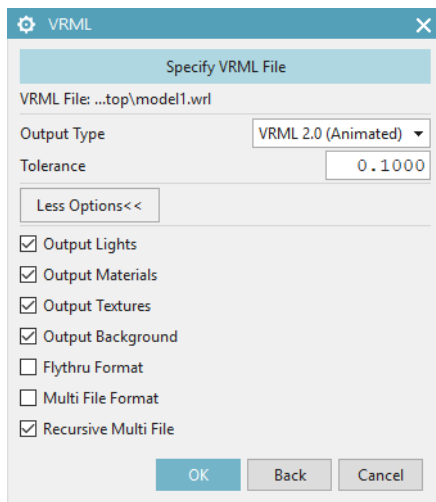 VRML
Specify VRML File
VRML File: ...top\model1.wrl
Output Type VRML 2.0 (Animated)
Tolerance 0.1000
Less Options<<
Output Lights
Output Materials
Output Textures
Output Background
Flythru Format
Multi File Format
Recursive Multi File
OK Back Cancel